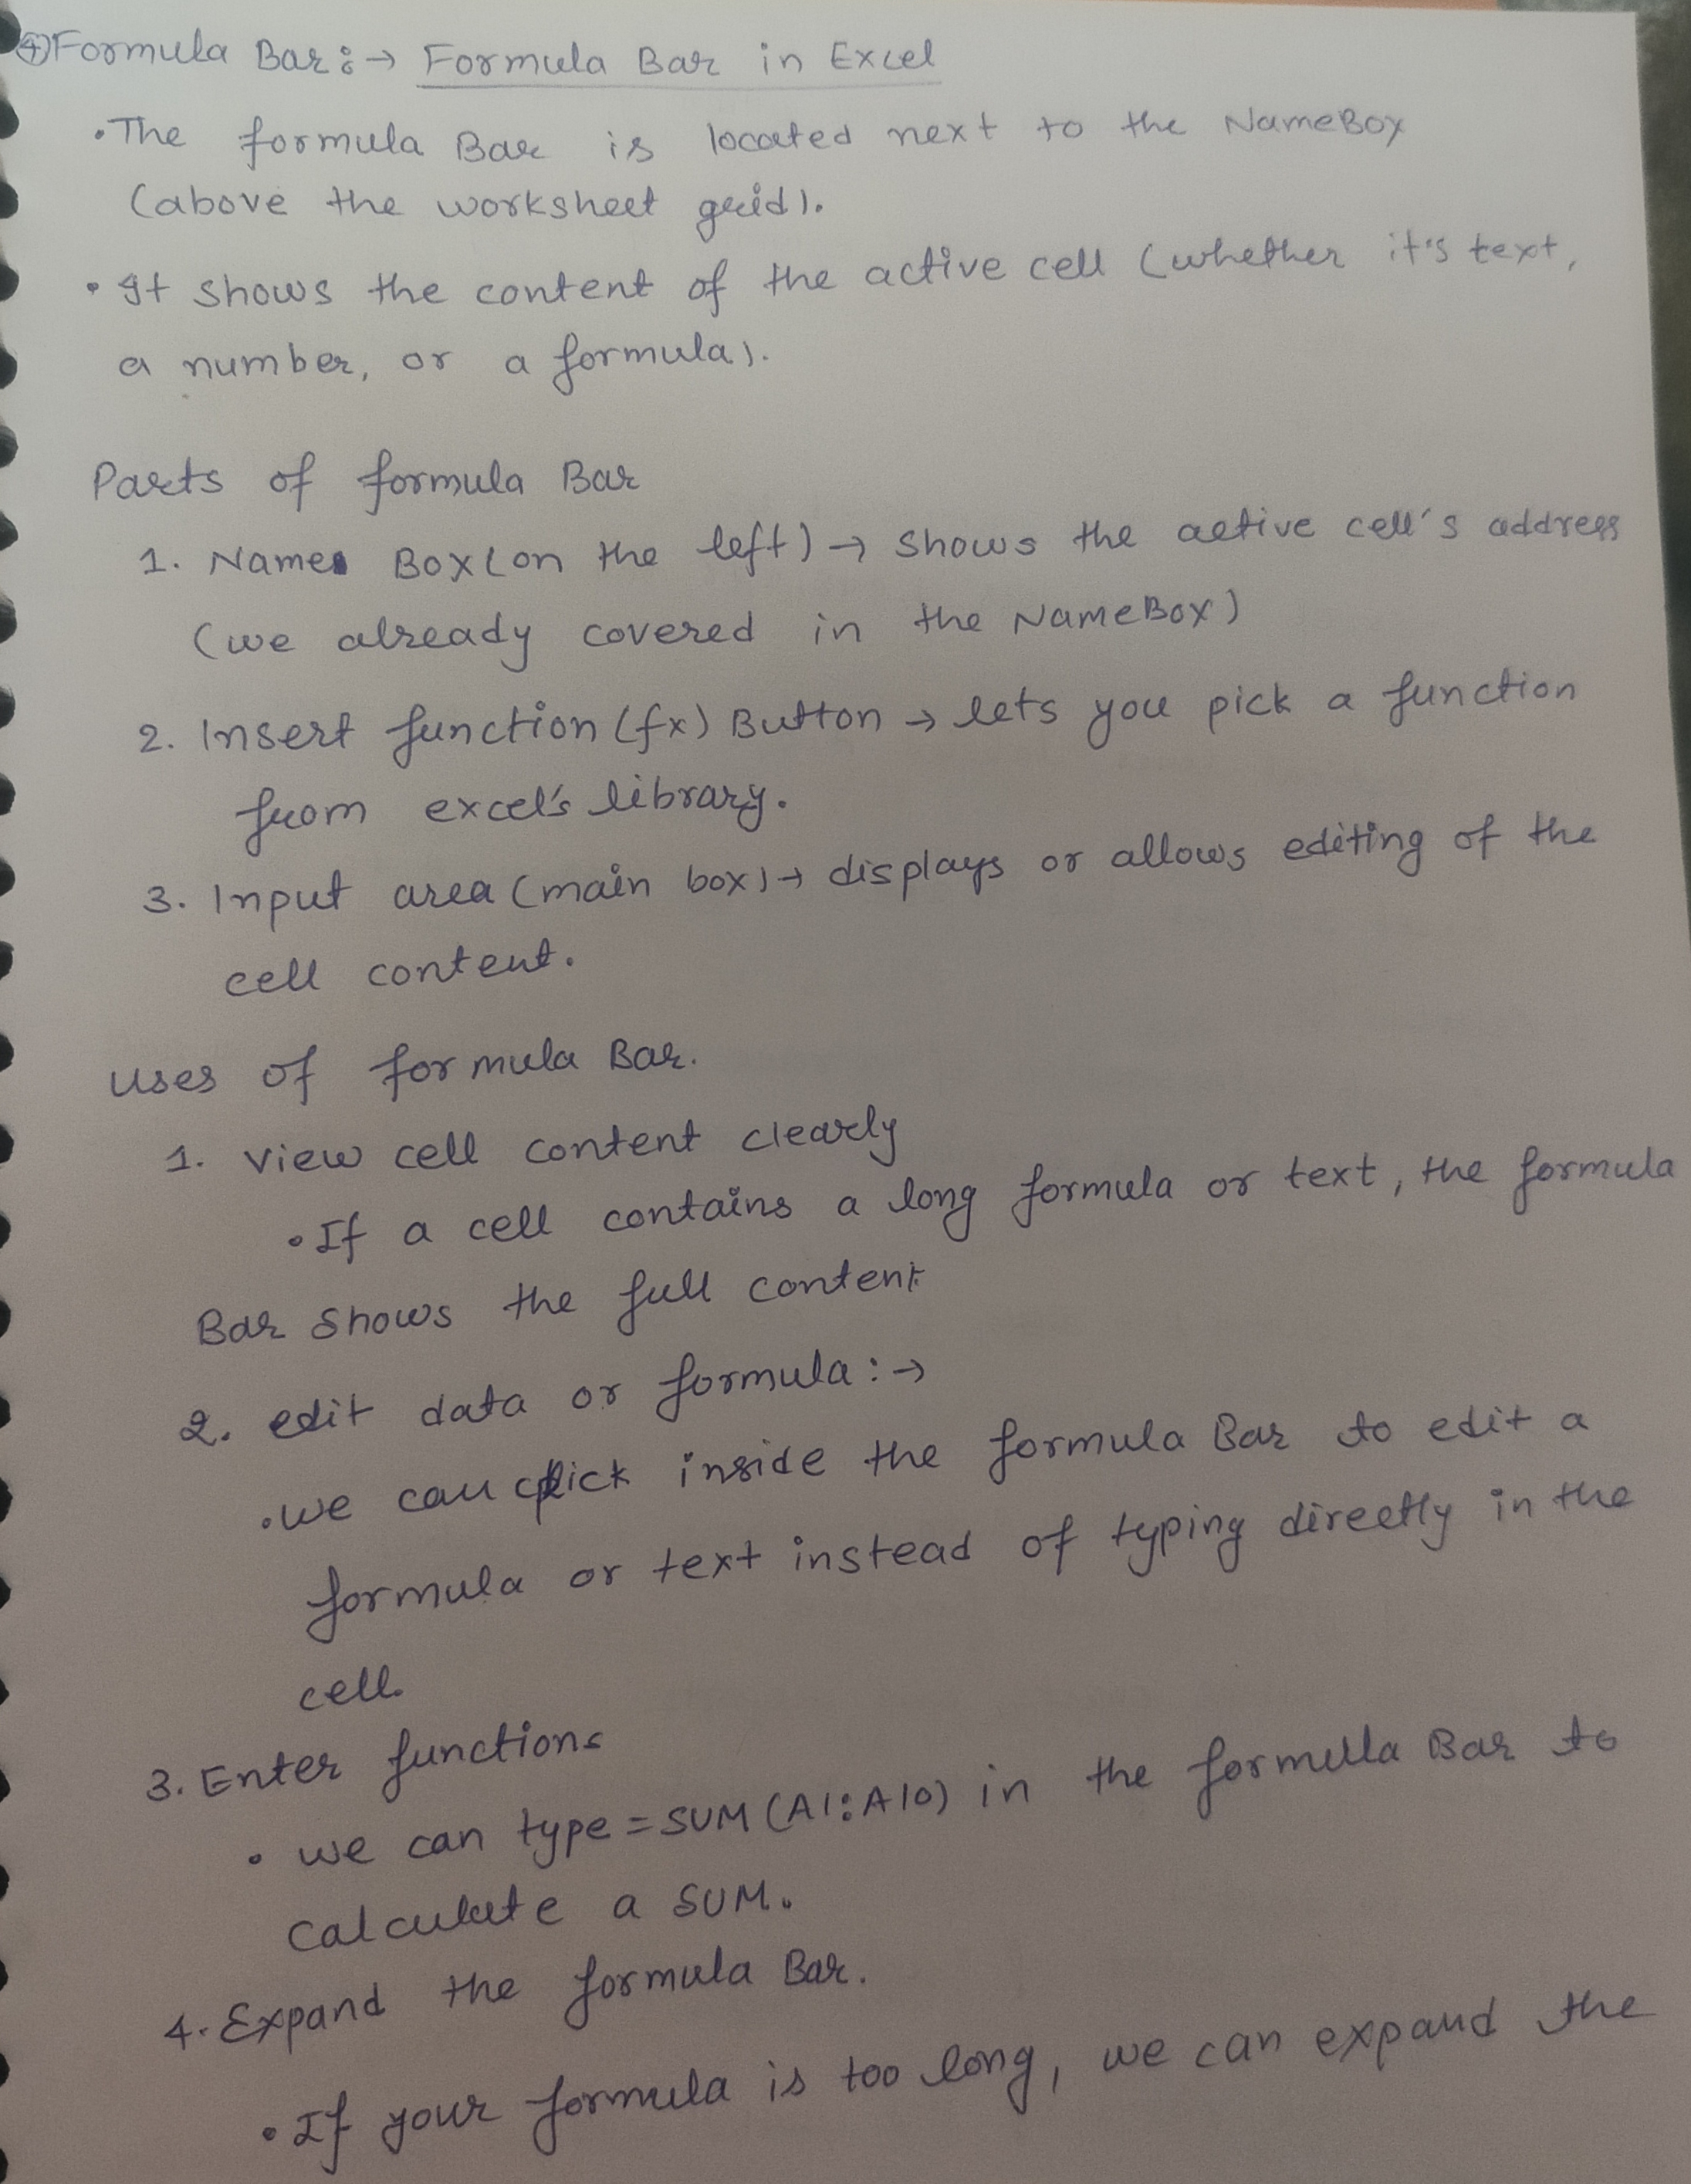 ④Formula Bar:→ Formula Bar in Excel
•The formula Bar is located next to the NameBox
(above the worksheet grid).
•It shows the content of the active cell (whether it's text,
a number, or a formula).
Parts of formula Bar
1. Name Box(on the left)→ shows the active cell's address
(we already covered in the NameBox)
2. Insert function(fx) Button → lets you pick a function
from excel's library.
3. Input area (main box)→ displays or allows editing of the
cell content.
Uses of formula Bar.
1. View cell content clearly
•If a cell contains a long formula or text, the formula
Bar shows the full content
2. edit data or formula:→
•we can click inside the formula Bar to edit a
formula or text instead of typing directly in the
cell.
3. Enter functions
• we can type =SUM(A1:A10) in the formula Bar to
calculate a SUM.
4. Expand the formula Bar.
•If your formula is too long, we can expand the